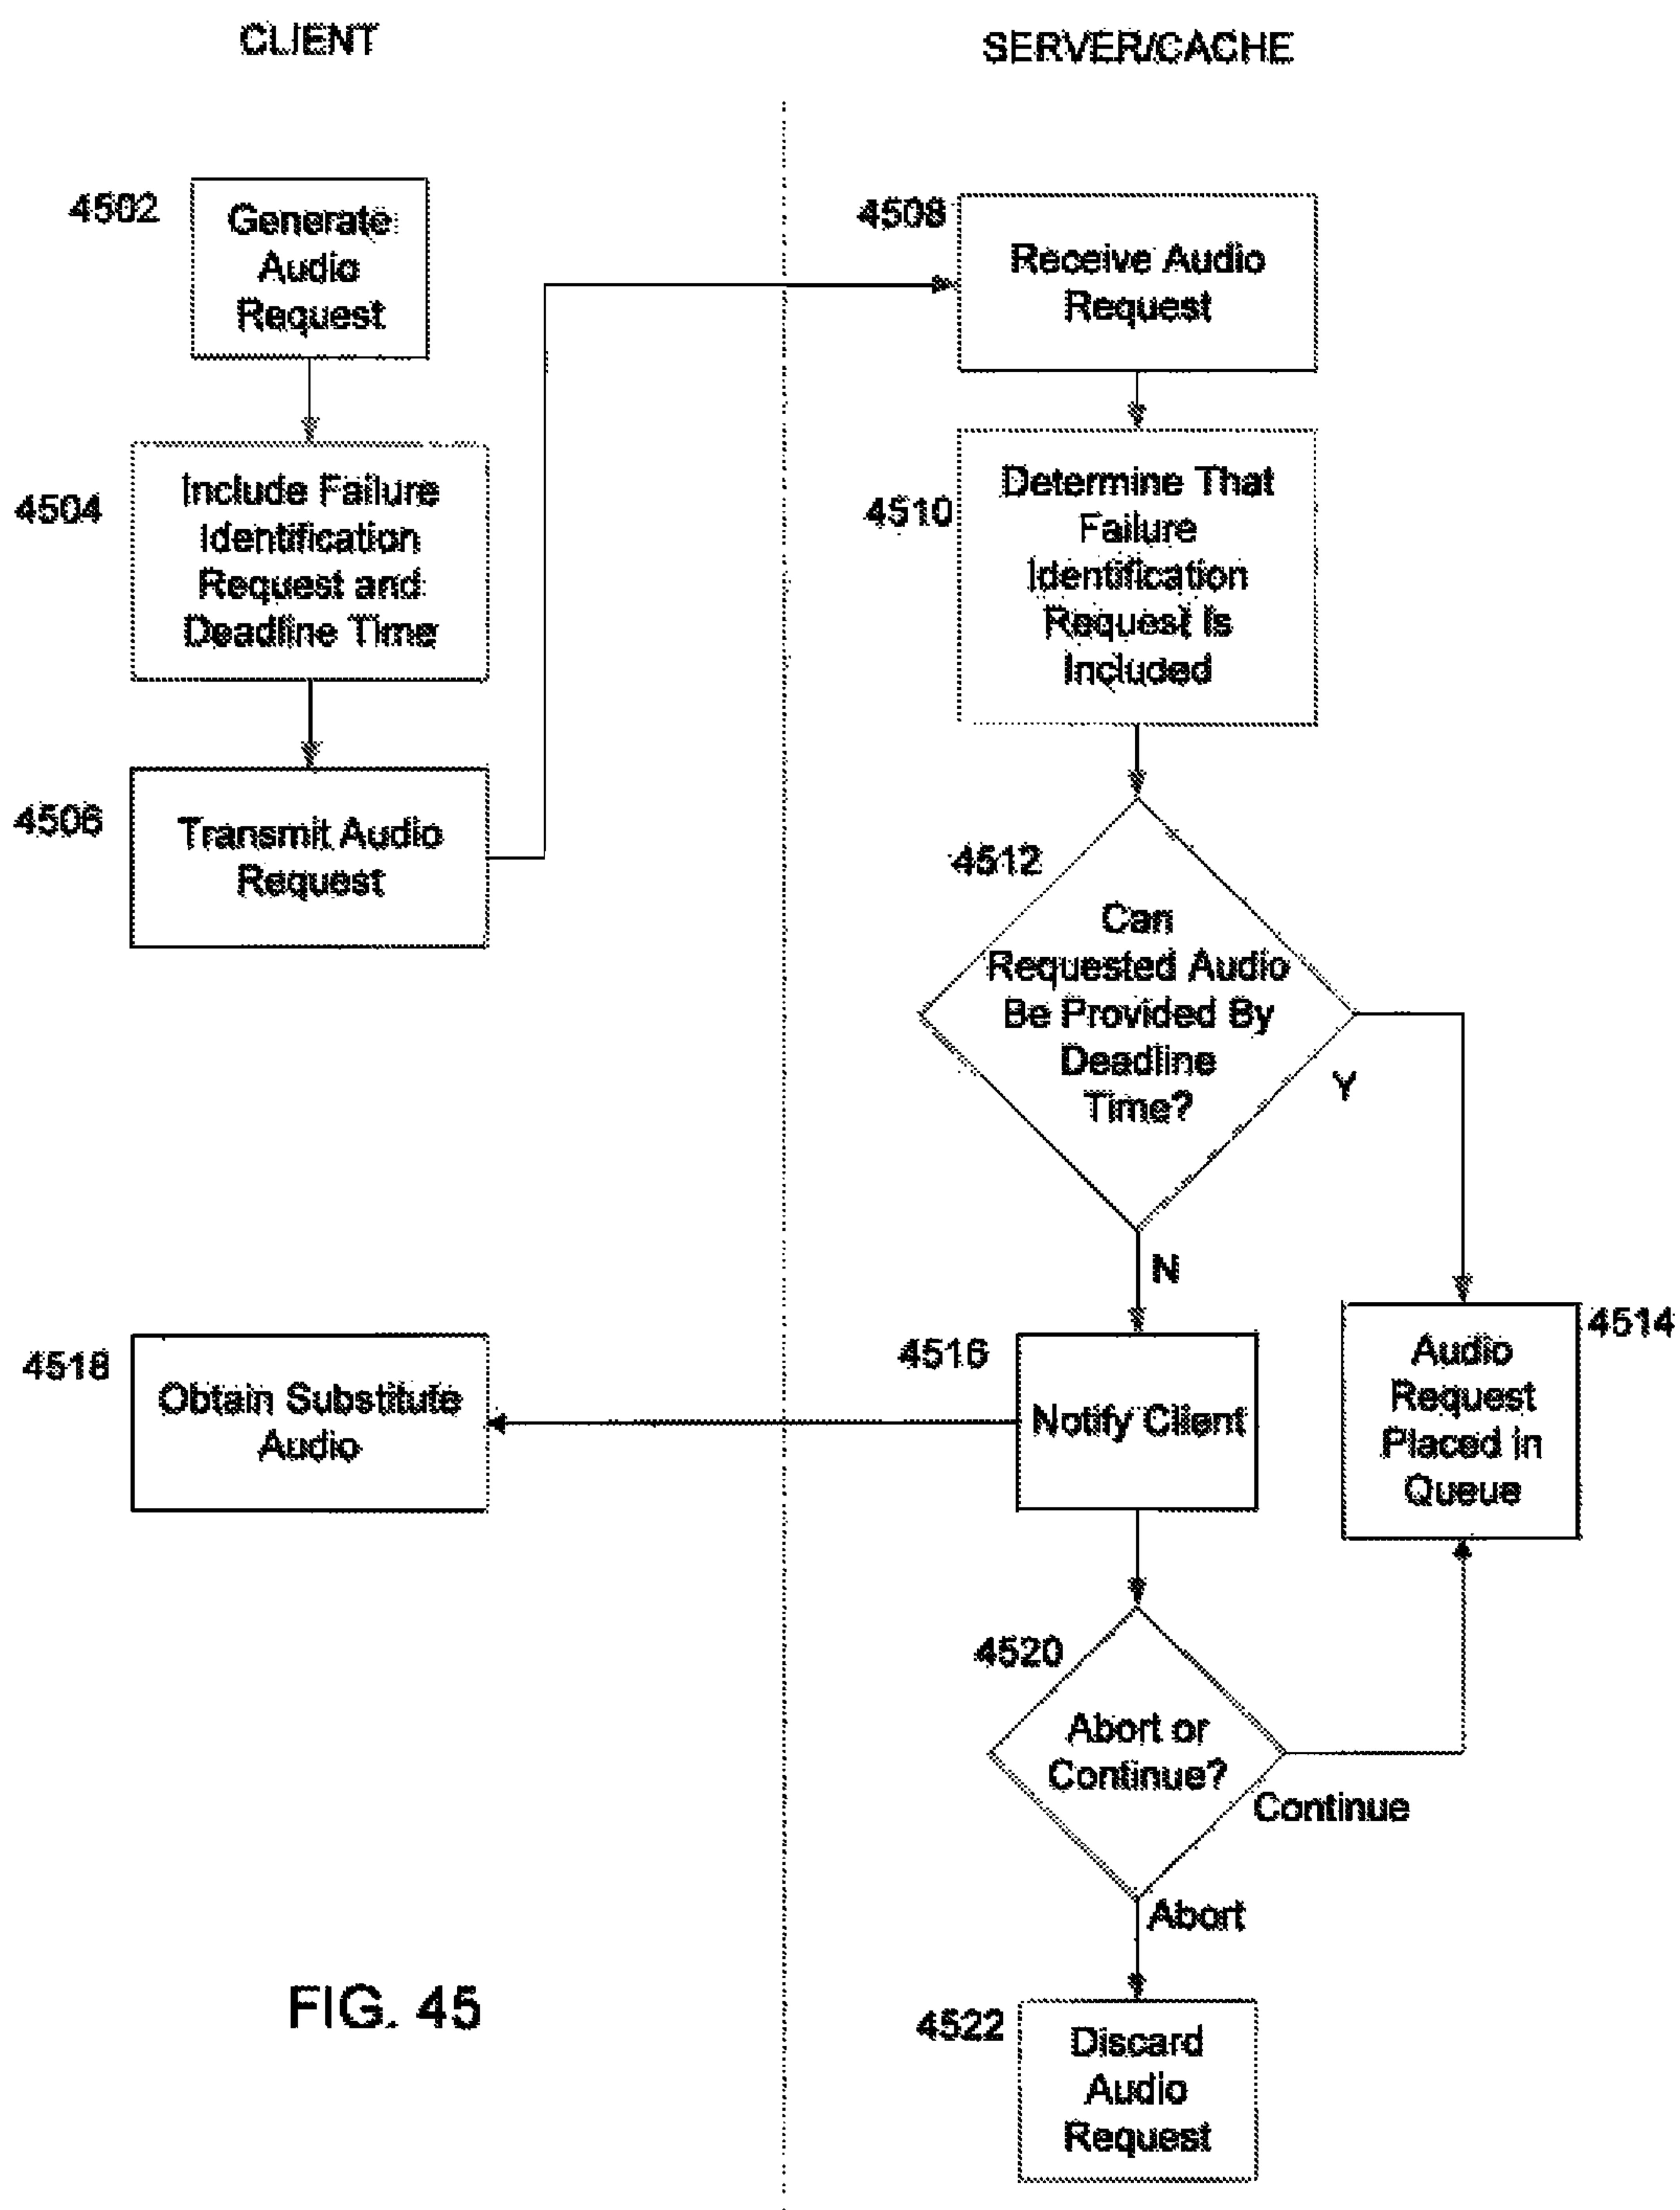 CLIENT
SERVER/CACHE
4502
Generate
Audio
Request
4504
Include Failure
Identification
Request and
Deadline Time
4506
Transmit Audio
Request
4508
Receive Audio
Request
4510
Determine That
Failure
Identification
Request Is
Included
4512
Can
Requested Audio
Be Provided By
Deadline
Time?
Y
N
4514
Audio
Request
Placed in
Queue
4516
Notify Client
4518
Obtain Substitute
Audio
4520
Abort or
Continue?
Continue
Abort
4522
Discard
Audio
Request
FIG. 45